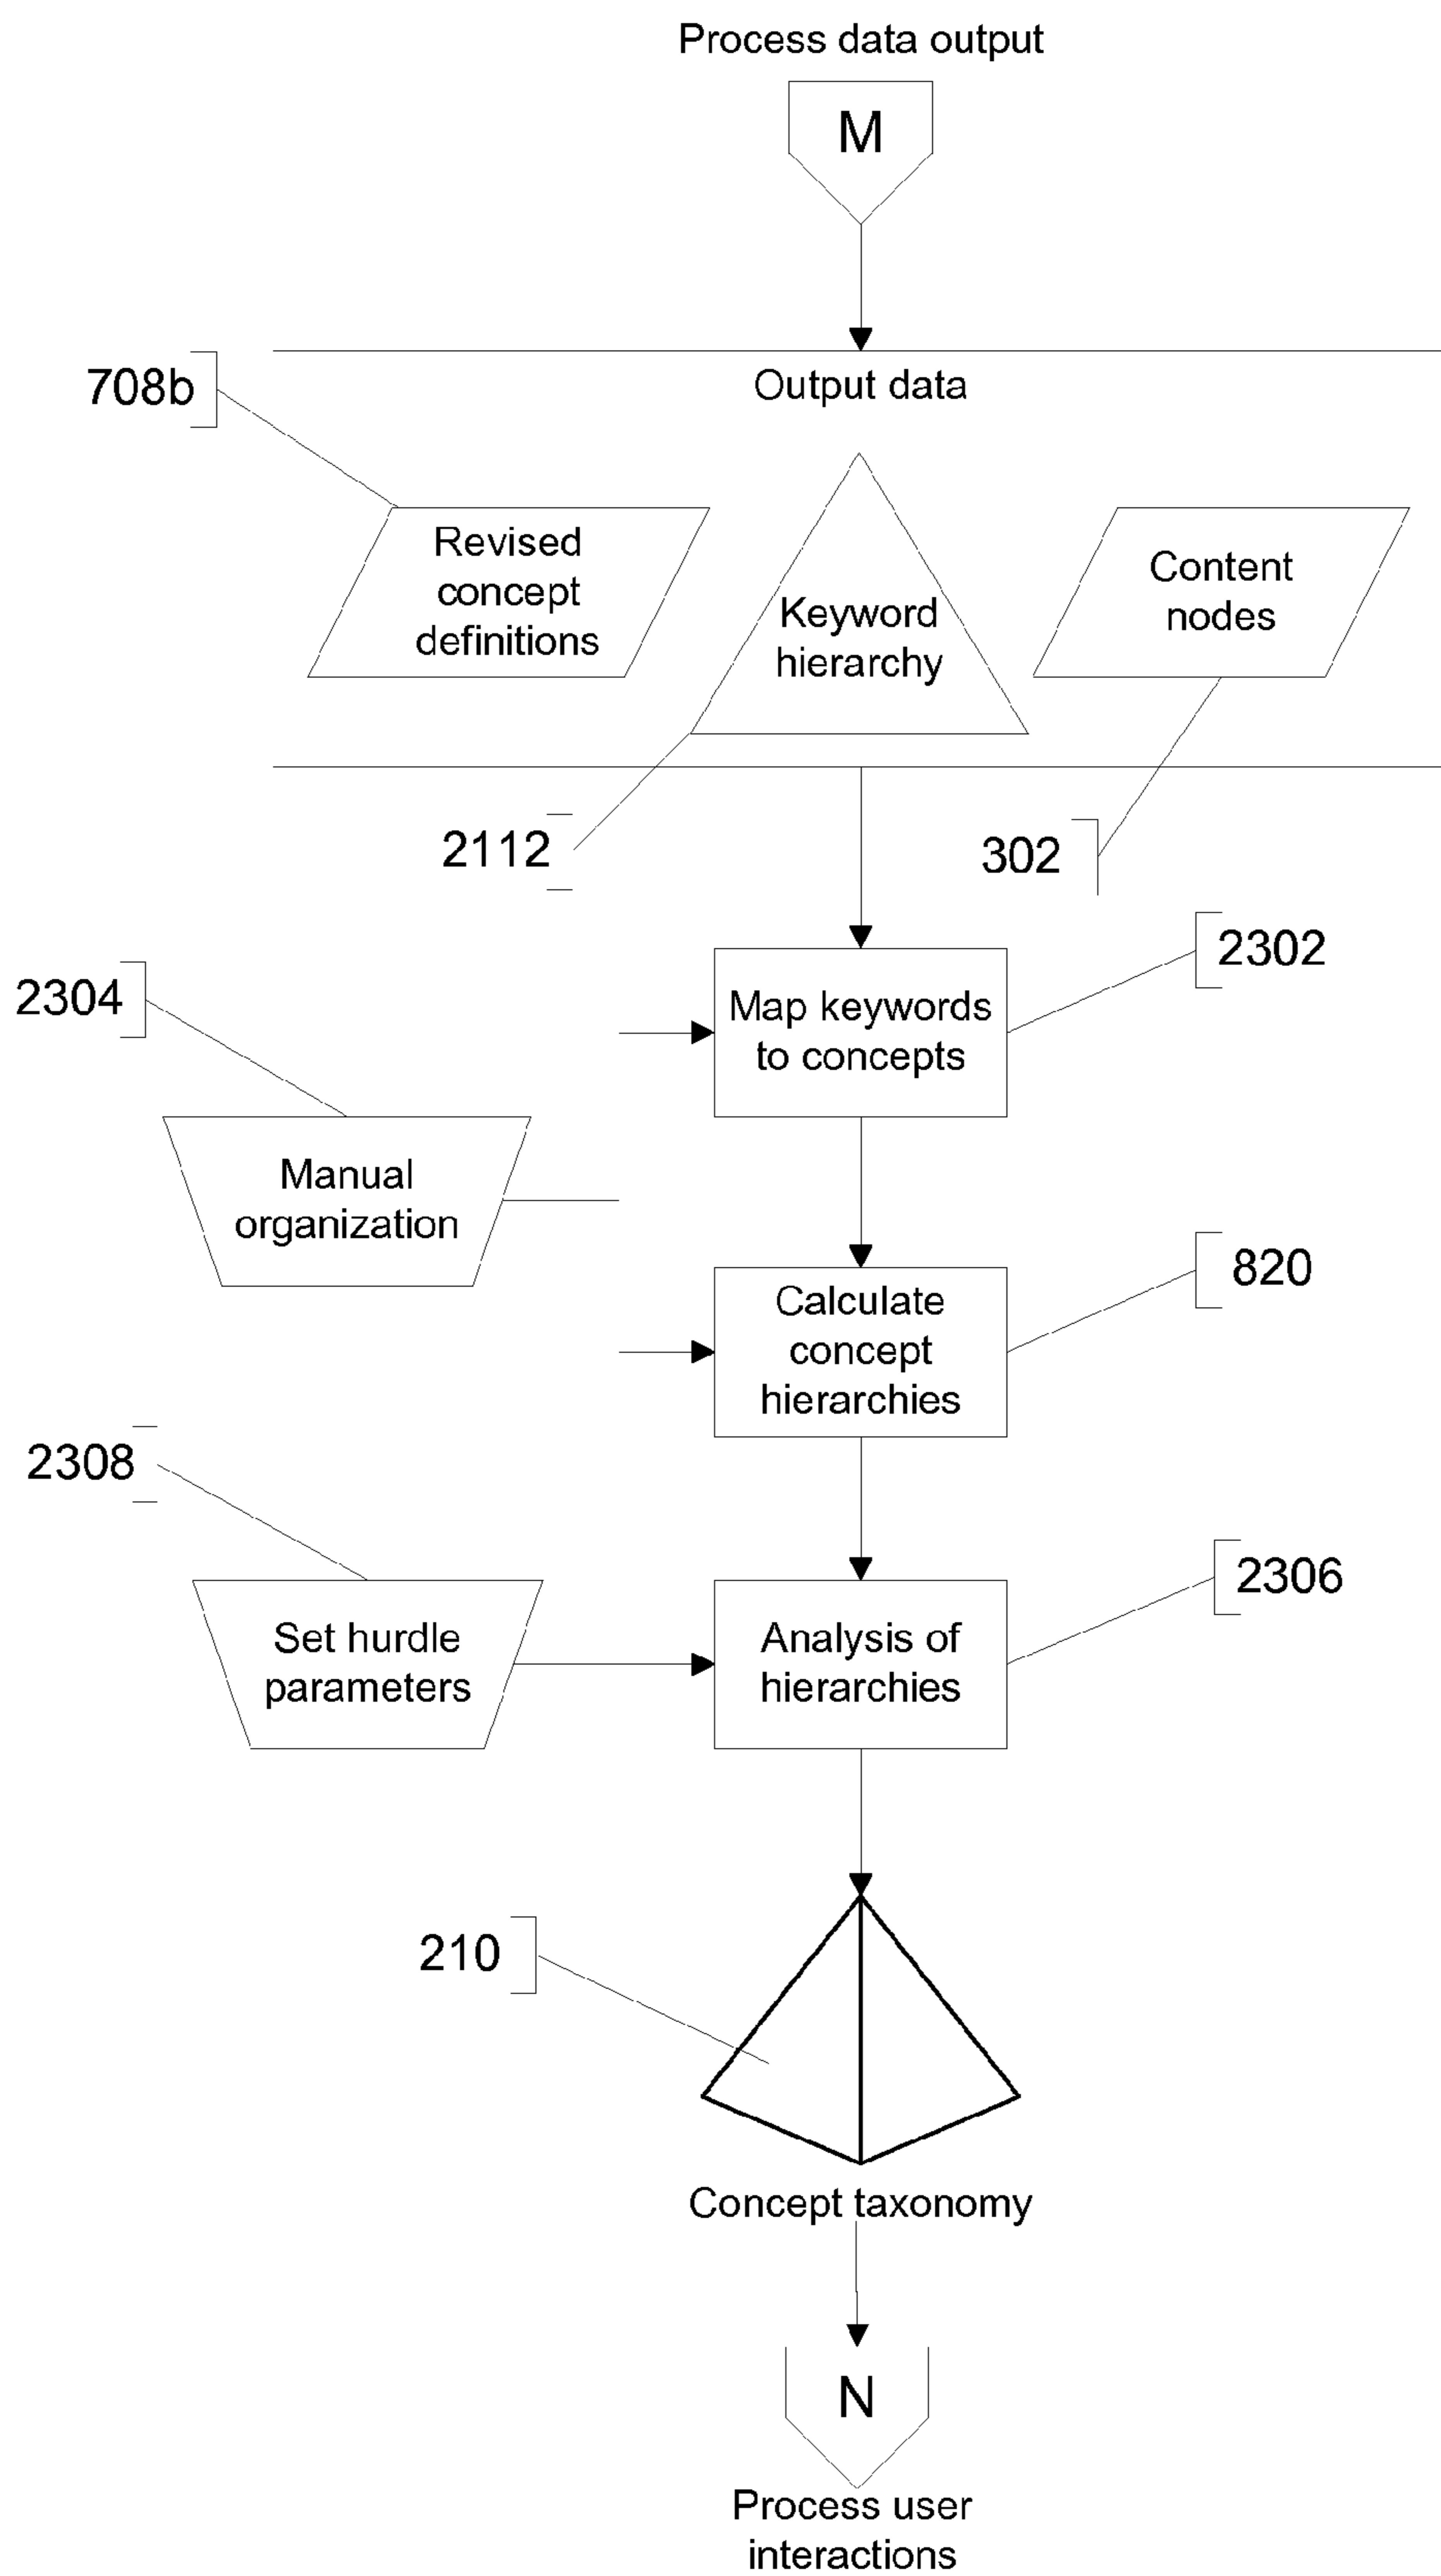 Process data output
M
Output data
708b
Revised
concept
definitions
Keyword
hierarchy
Content
nodes
2112
302
2302
Map keywords
to concepts
2304
Manual
organization
820
Calculate
concept
hierarchies
2308
2306
Set hurdle
parameters
Analysis of
hierarchies
210
Concept taxonomy
N
Process user
interactions